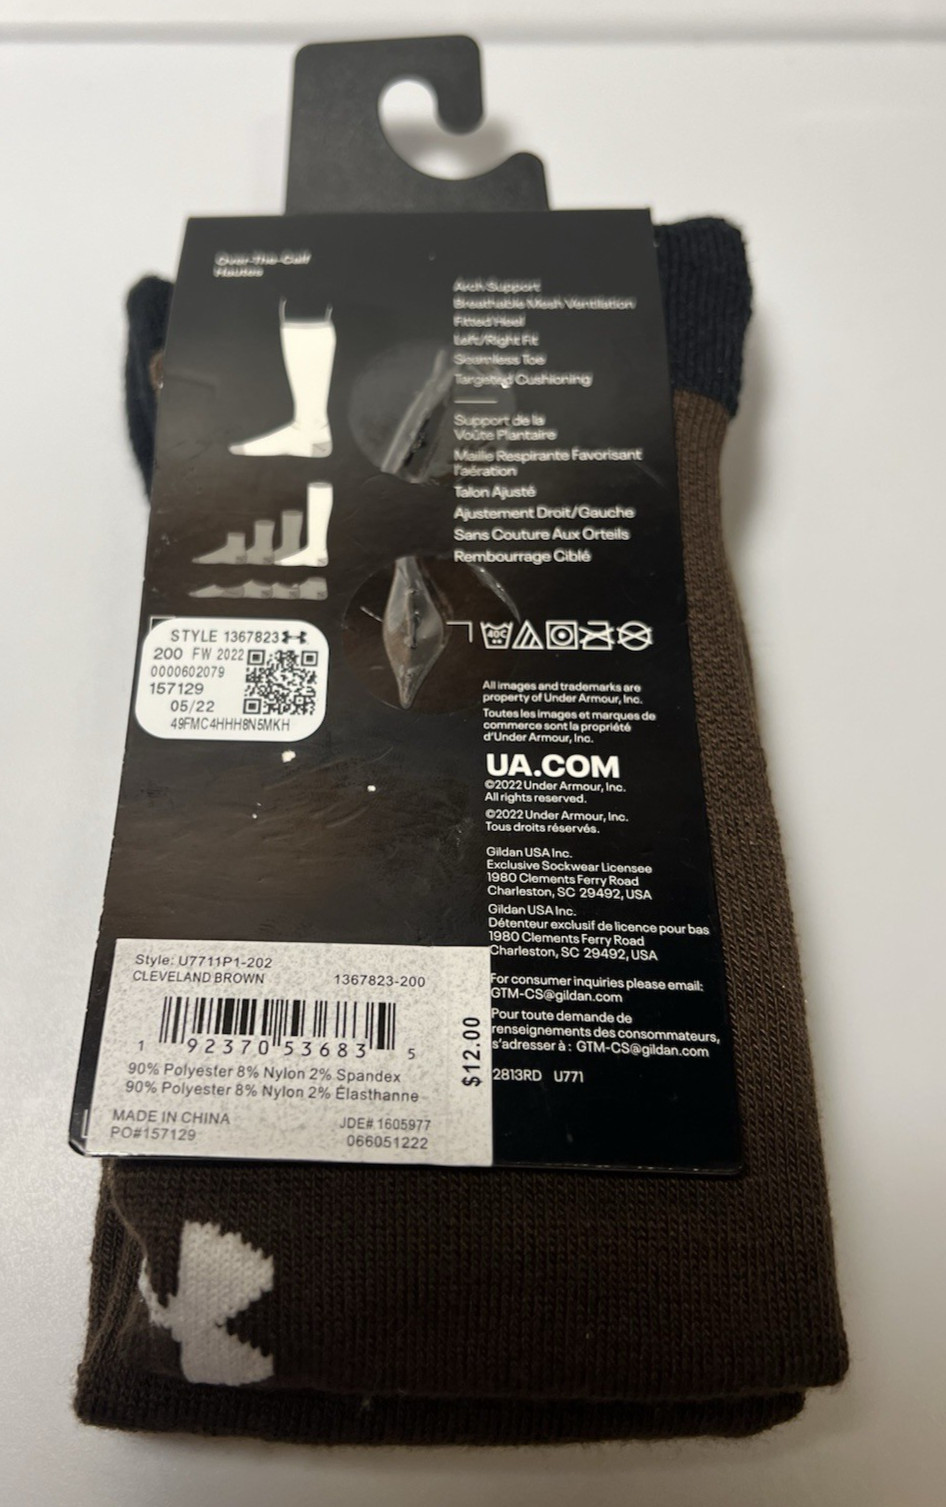 Over-The-Calf
Hautes
Arch Support
Breathable Mesh Ventilation
Fitted Heel
Left/Right Fit
Seamless Toe
Targeted Cushioning
Support de la
Voûte Plantaire
Maille Respirante Favorisant
l'aération
Talon Ajusté
Ajustement Droit/Gauche
Sans Couture Aux Orteils
Rembourrage Ciblé
40C
STYLE 1367823
200 FW 2022
0000602079
157129
05/22
49FMC4HHH8N5MKH
All images and trademarks are
property of Under Armour, Inc.
Toutes les images et marques de
commerce sont la propriété
d'Under Armour, Inc.
UA.COM
©2022 Under Armour, Inc.
All rights reserved.
©2022 Under Armour, Inc.
Tous droits réservés.
Gildan USA Inc.
Exclusive Sockwear Licensee
1980 Clements Ferry Road
Charleston, SC 29492, USA
Gildan USA Inc.
Détenteur exclusif de licence pour bas
1980 Clements Ferry Road
Charleston, SC 29492, USA
For consumer inquiries please email:
GTM-CS@gildan.com
Pour toute demande de
renseignements des consommateurs,
s'adresser à : GTM-CS@gildan.com
2813RD U771
Style: U7711P1-202
CLEVELAND BROWN 1367823-200
1 92370 53683 5
$12.00
90% Polyester 8% Nylon 2% Spandex
90% Polyester 8% Nylon 2% Élasthanne
MADE IN CHINA JDE# 1605977
PO#157129 066051222